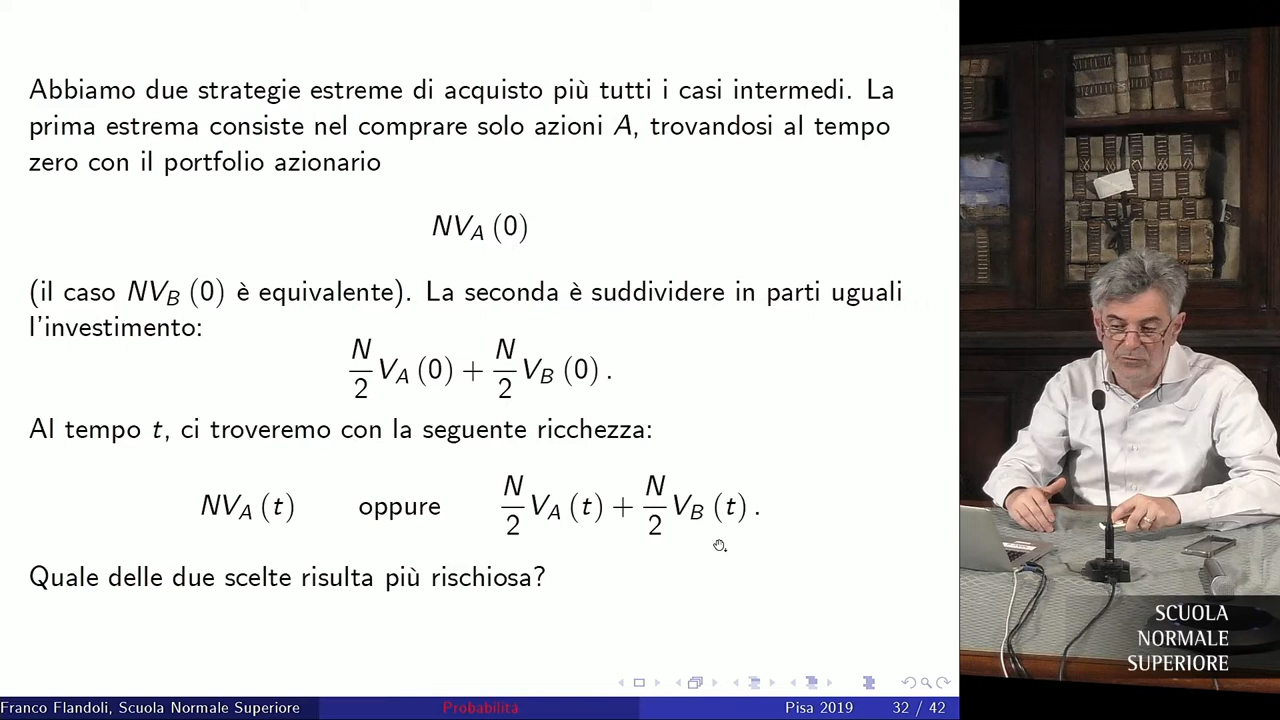 Abbiamo due strategie estreme di acquisto più tutti i casi intermedi. La
prima estrema consiste nel comprare solo azioni A, trovandosi al tempo
zero con il portfolio azionario
NV_A (0)
(il caso NV_B (0) è equivalente). La seconda è suddividere in parti uguali
l'investimento:
N/2 V_A (0) + N/2 V_B (0) .
Al tempo t, ci troveremo con la seguente ricchezza:
NV_A (t) oppure N/2 V_A (t) + N/2 V_B (t) .
Quale delle due scelte risulta più rischiosa?
Franco Flandoli, Scuola Normale Superiore Probabilità Pisa 2019 32 / 42
SCUOLA
NORMALE
SUPERIORE